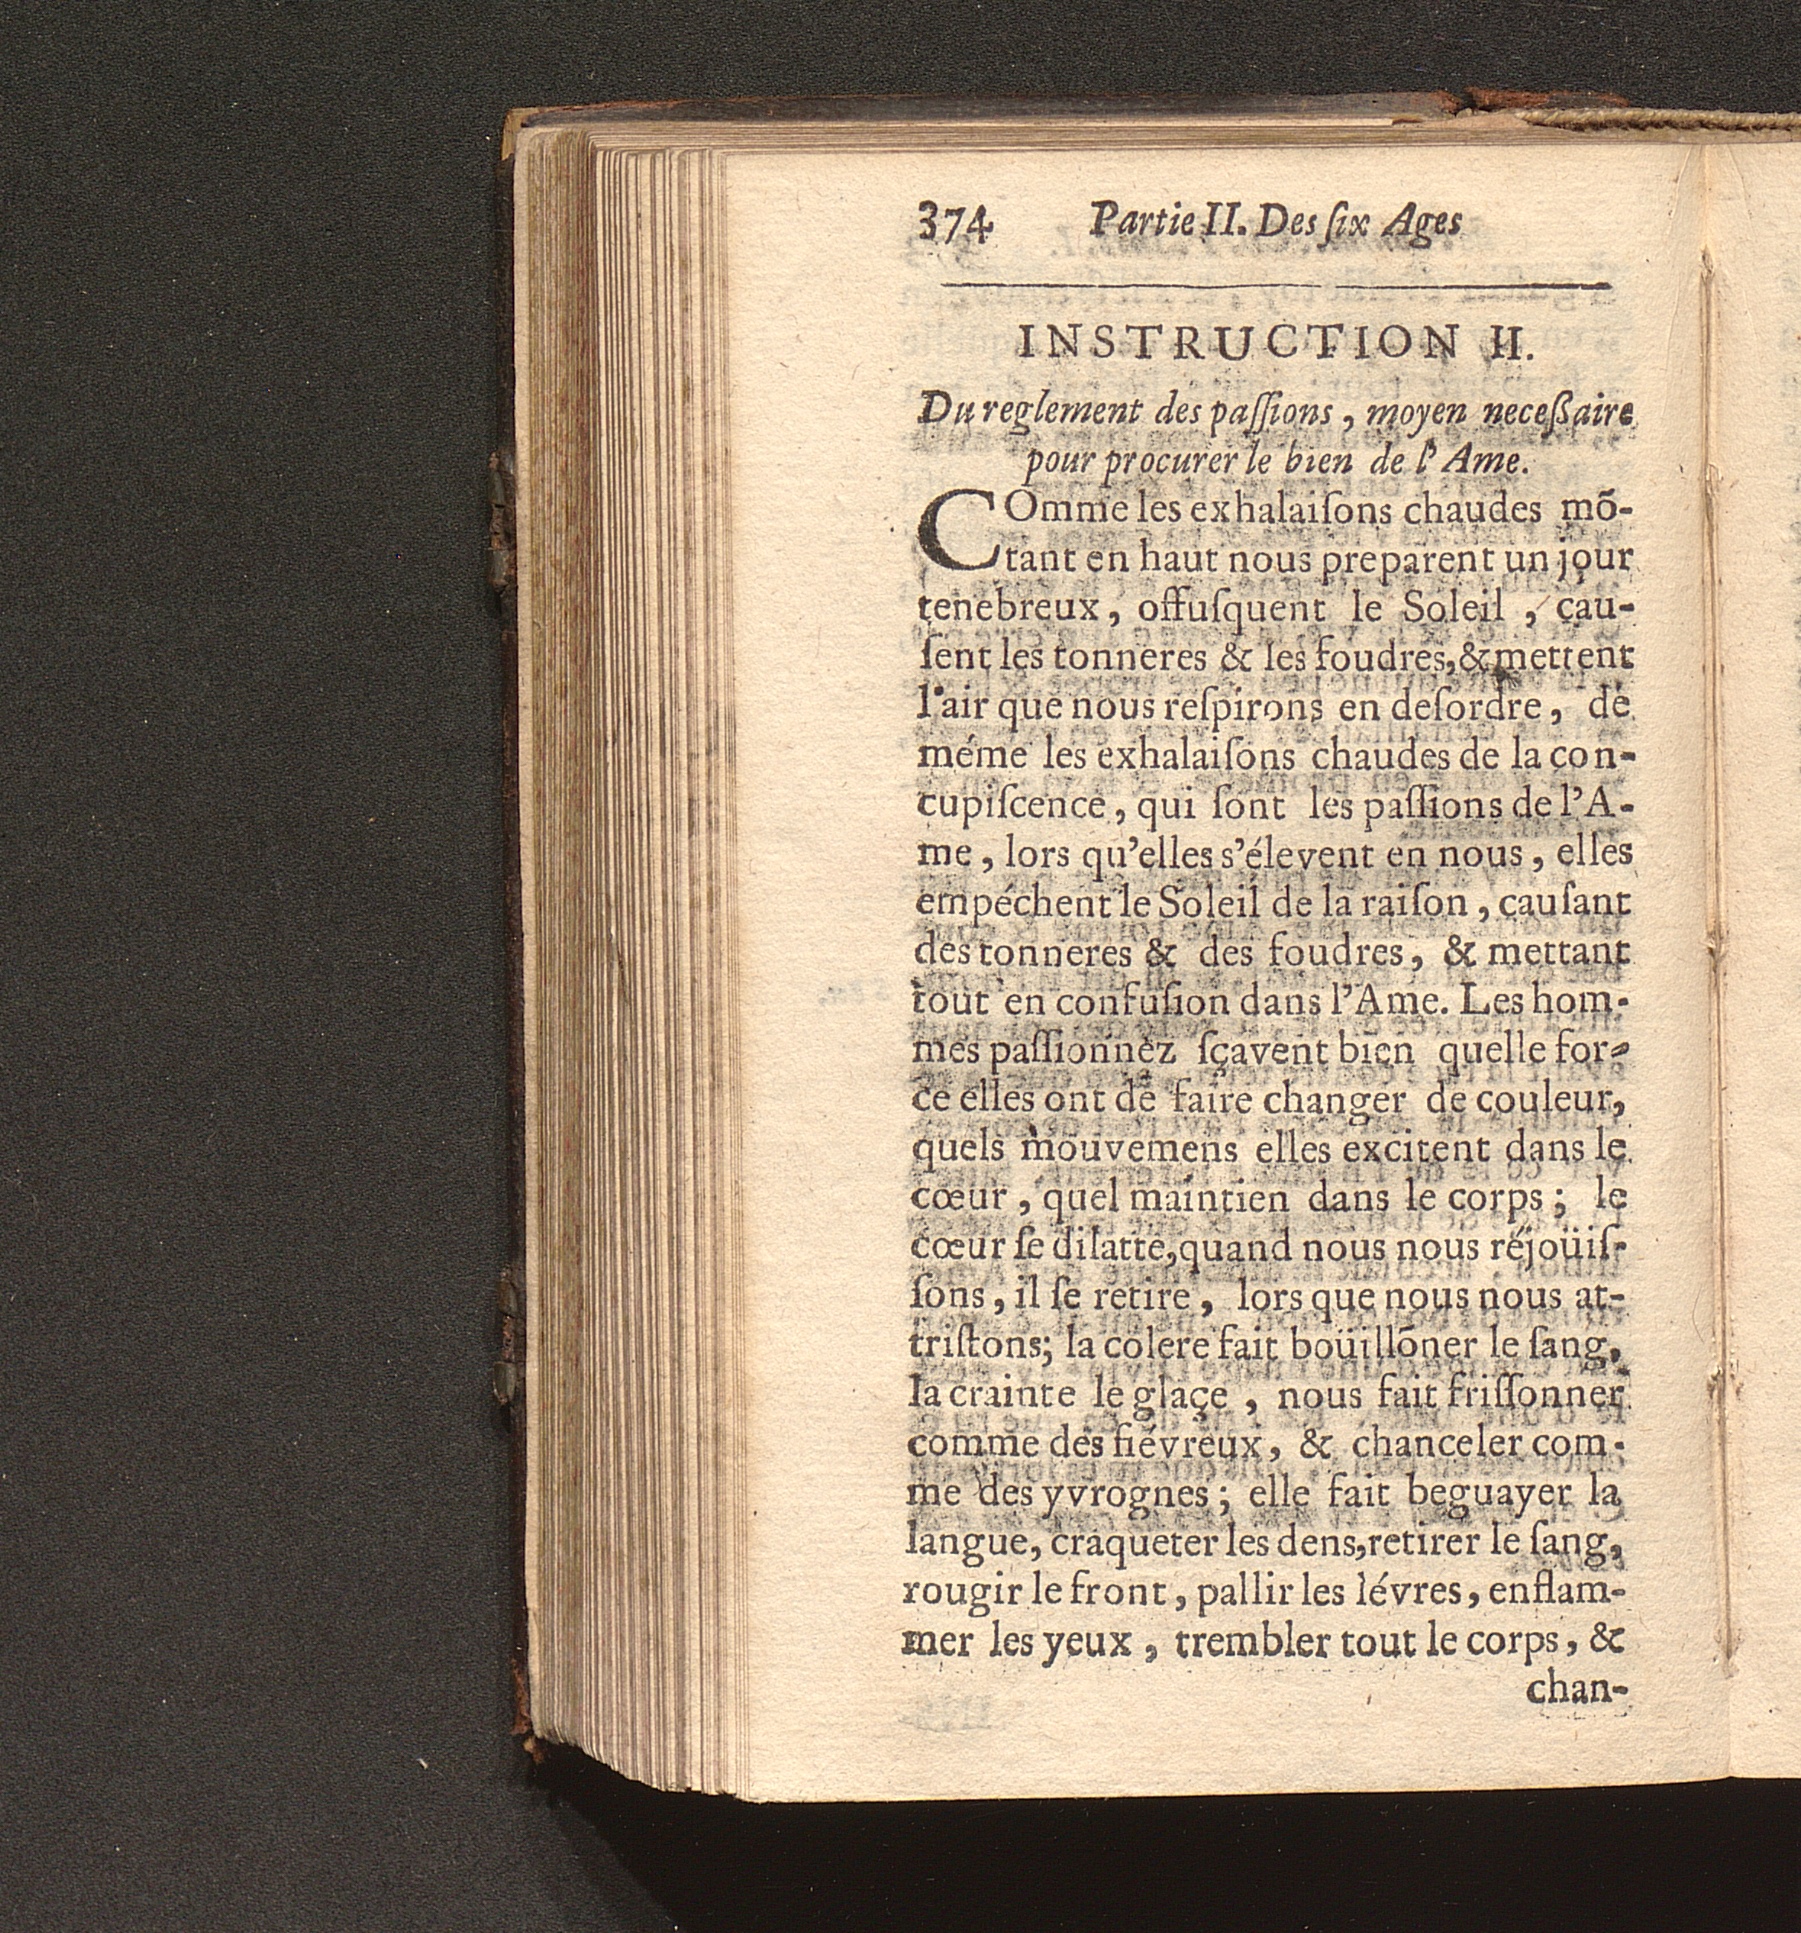 374 Partie II. Des ſix Ages
INSTRUCTION II.
Du reglement des paſſions, moyen neceßaire
pour procurer le bien de l'Ame.
COmme les exhalaiſons chaudes mõ-
tant en haut nous preparent un jour
tenebreux, offuſquent le Soleil, cau-
ſent les tonneres & les foudres, & mettent
l'air que nous reſpirons en deſordre, de
méme les exhalaiſons chaudes de la con-
cupiſcence, qui ſont les paſſions de l'A-
me, lors qu'elles s'élevent en nous, elles
empéchent le Soleil de la raiſon, cauſant
des tonneres & des foudres, & mettant
tout en confuſion dans l'Ame. Les hom-
mes paſſionnez ſçavent bien quelle for-
ce elles ont de faire changer de couleur,
quels mouvemens elles excitent dans le
cœur, quel maintien dans le corps; le
cœur ſe dilatte, quand nous nous réjoüiſ-
ſons, il ſe retire, lors que nous nous at-
triſtons; la colere fait boüillõner le ſang,
la crainte le glaçe, nous fait friſſonner
comme des fiévreux, & chanceler com-
me des yvrognes; elle fait beguayer la
langue, craqueter les dens, retirer le ſang,
rougir le front, pallir les lévres, enflam-
mer les yeux, trembler tout le corps, &
chan-